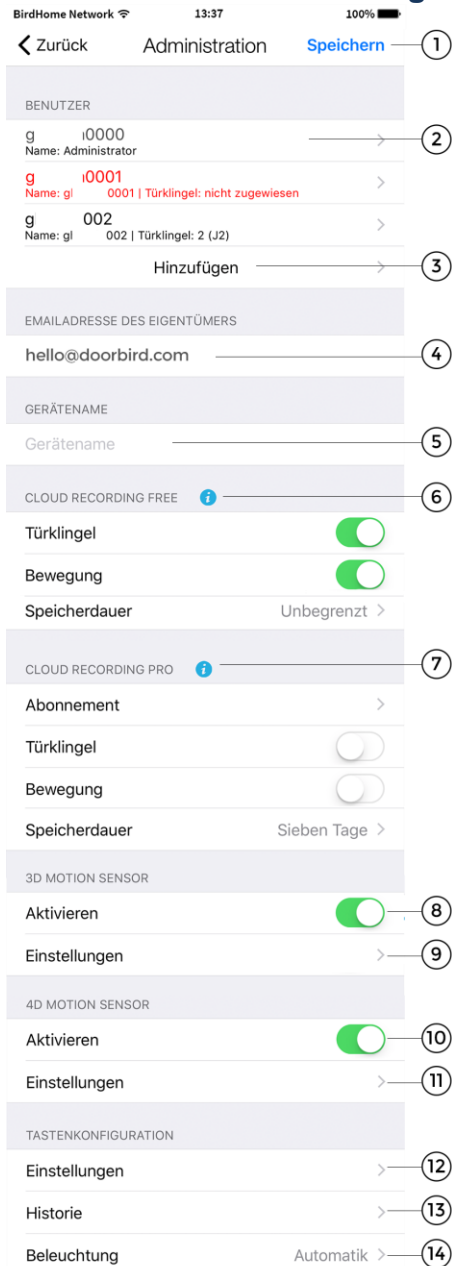 BirdHome Network 13:37 100%
Zurück Administration Speichern 1
BENUTZER
g 0000 2
Name: Administrator
g 0001
Name: gl 0001 | Türklingel: nicht zugewiesen
g 002
Name: gl 002 | Türklingel: 2 (J2)
Hinzufügen 3
EMAILADRESSE DES EIGENTÜMERS
hello@doorbird.com 4
GERÄTENAME
Gerätename 5
CLOUD RECORDING FREE i 6
Türklingel
Bewegung
Speicherdauer Unbegrenzt
CLOUD RECORDING PRO i 7
Abonnement
Türklingel
Bewegung
Speicherdauer Sieben Tage
3D MOTION SENSOR
Aktivieren 8
Einstellungen 9
4D MOTION SENSOR
Aktivieren 10
Einstellungen 11
TASTENKONFIGURATION
Einstellungen 12
Historie 13
Beleuchtung Automatik 14